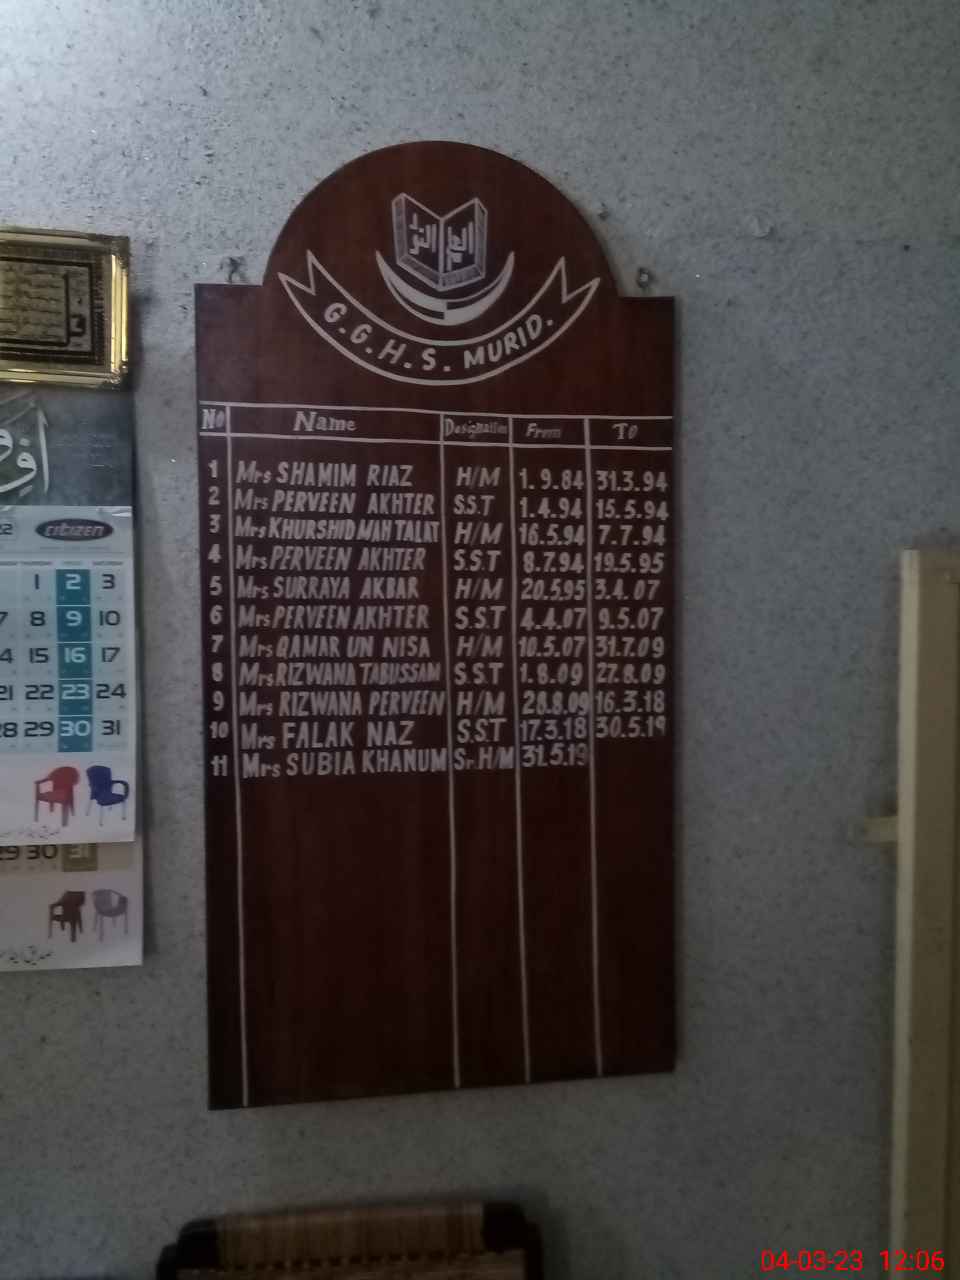 العلم النور
G.G.H.S. MURID.
No Name Designation From To
1 Mrs SHAMIM RIAZ H/M 1.9.84 31.3.94
2 Mrs PERVEEN AKHTER S.S.T 1.4.94 15.5.94
3 Mrs KHURSHID MAH TALAT H/M 16.5.94 7.7.94
4 Mrs PERVEEN AKHTER S.S.T 8.7.94 19.5.95
5 Mrs SURRAYA AKBAR H/M 20.5.95 3.4.07
6 Mrs PERVEEN AKHTER S.S.T 4.4.07 9.5.07
7 Mrs QAMAR UN NISA H/M 10.5.07 31.7.09
8 Mrs RIZWANA TABUSSAM S.S.T 1.8.09 27.8.09
9 Mrs RIZWANA PERVEEN H/M 28.8.09 16.3.18
10 Mrs FALAK NAZ S.S.T 17.3.18 30.5.19
11 Mrs SUBIA KHANUM Sr.H/M 31.5.19
citizen
1 2 3
8 9 10
15 16 17
22 23 24
28 29 30 31
30 31
04-03-23 12:06